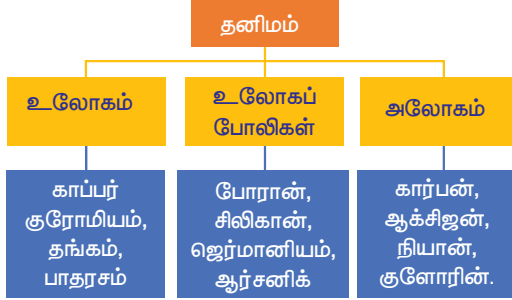 தனிமம்
உலோகம்
உலோகப்
போலிகள்
அலோகம்
காப்பர்
குரோமியம்,
தங்கம்,
பாதரசம்
போரான்,
சிலிகான்,
ஜெர்மானியம்,
ஆர்சனிக்
கார்பன்,
ஆக்சிஜன்,
நியான்,
குளோரின்.